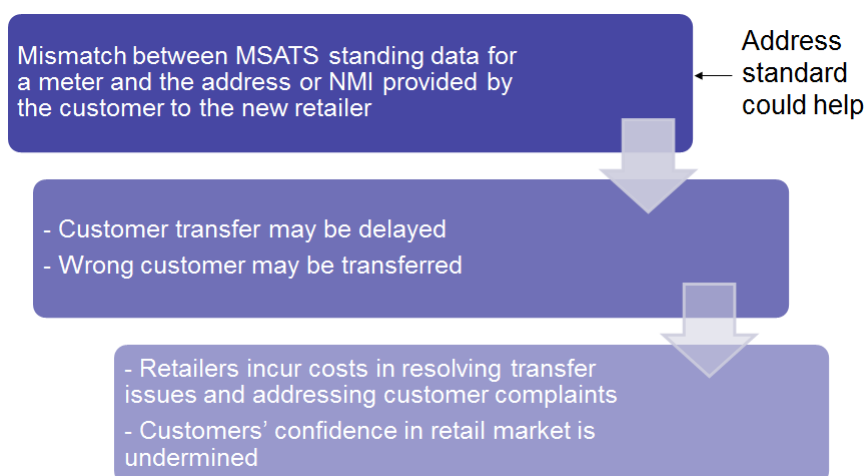 Mismatch between MSATS standing data for
a meter and the address or NMI provided by
the customer to the new retailer
Address
standard
could help
- Customer transfer may be delayed
- Wrong customer may be transferred
- Retailers incur costs in resolving transfer
issues and addressing customer complaints
- Customers’ confidence in retail market is
undermined